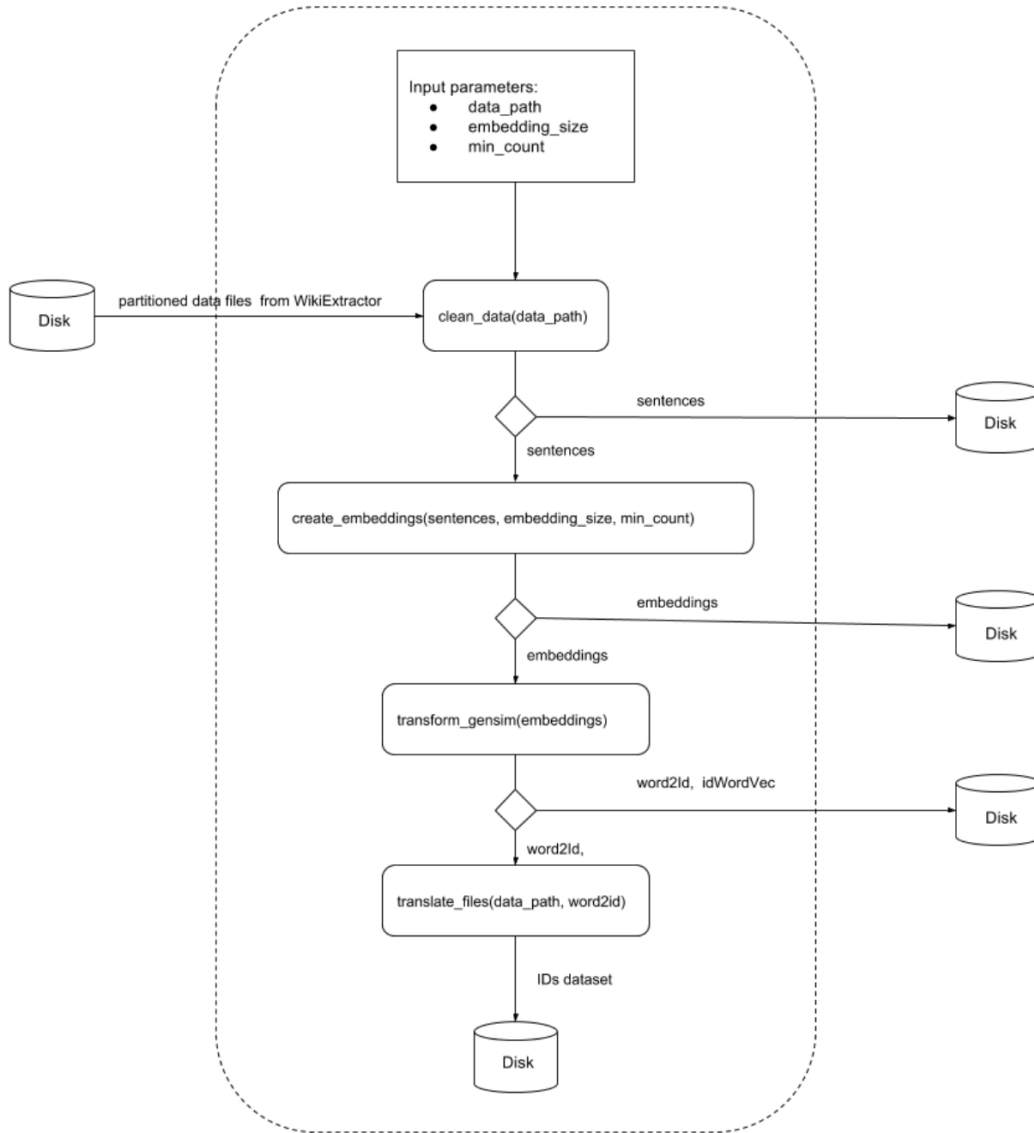 Input parameters:
● data_path
● embedding_size
● min_count
partitioned data files from WikiExtractor
Disk
clean_data(data_path)
sentences
Disk
sentences
create_embeddings(sentences, embedding_size, min_count)
embeddings
Disk
embeddings
transform_gensim(embeddings)
word2Id, idWordVec
Disk
word2Id,
translate_files(data_path, word2id)
IDs dataset
Disk